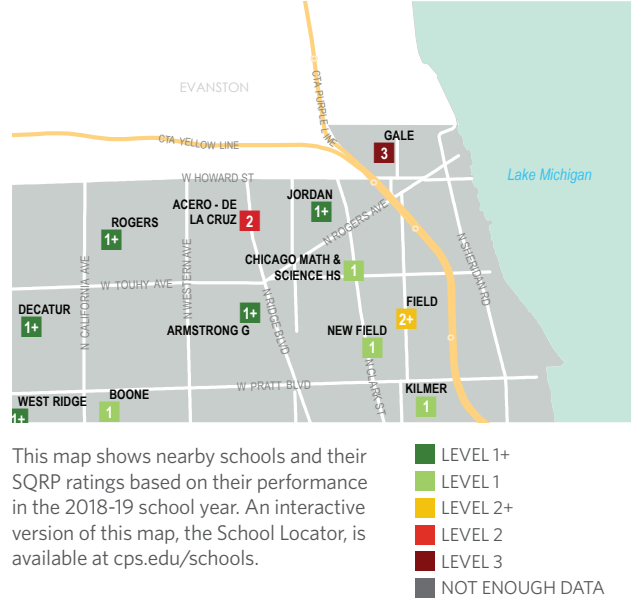 EVANSTON
CTA PURPLE LINE
CTA YELLOW LINE
GALE
3
W HOWARD ST
Lake Michigan
JORDAN
1+
ACERO - DE
LA CRUZ
2
ROGERS
1+
N ROGERS AVE
N SHERIDAN RD
CHICAGO MATH &
SCIENCE HS
1
N CALIFORNIA AVE
N WESTERN AVE
W TOUHY AVE
N RIDGE BLVD
DECATUR
1+
ARMSTRONG G
1+
FIELD
2+
NEW FIELD
1
N CLARK ST
W PRATT BLVD
WEST RIDGE
1+
BOONE
1
KILMER
1
This map shows nearby schools and their
SQRP ratings based on their performance
in the 2018-19 school year. An interactive
version of this map, the School Locator, is
available at cps.edu/schools.
LEVEL 1+
LEVEL 1
LEVEL 2+
LEVEL 2
LEVEL 3
NOT ENOUGH DATA